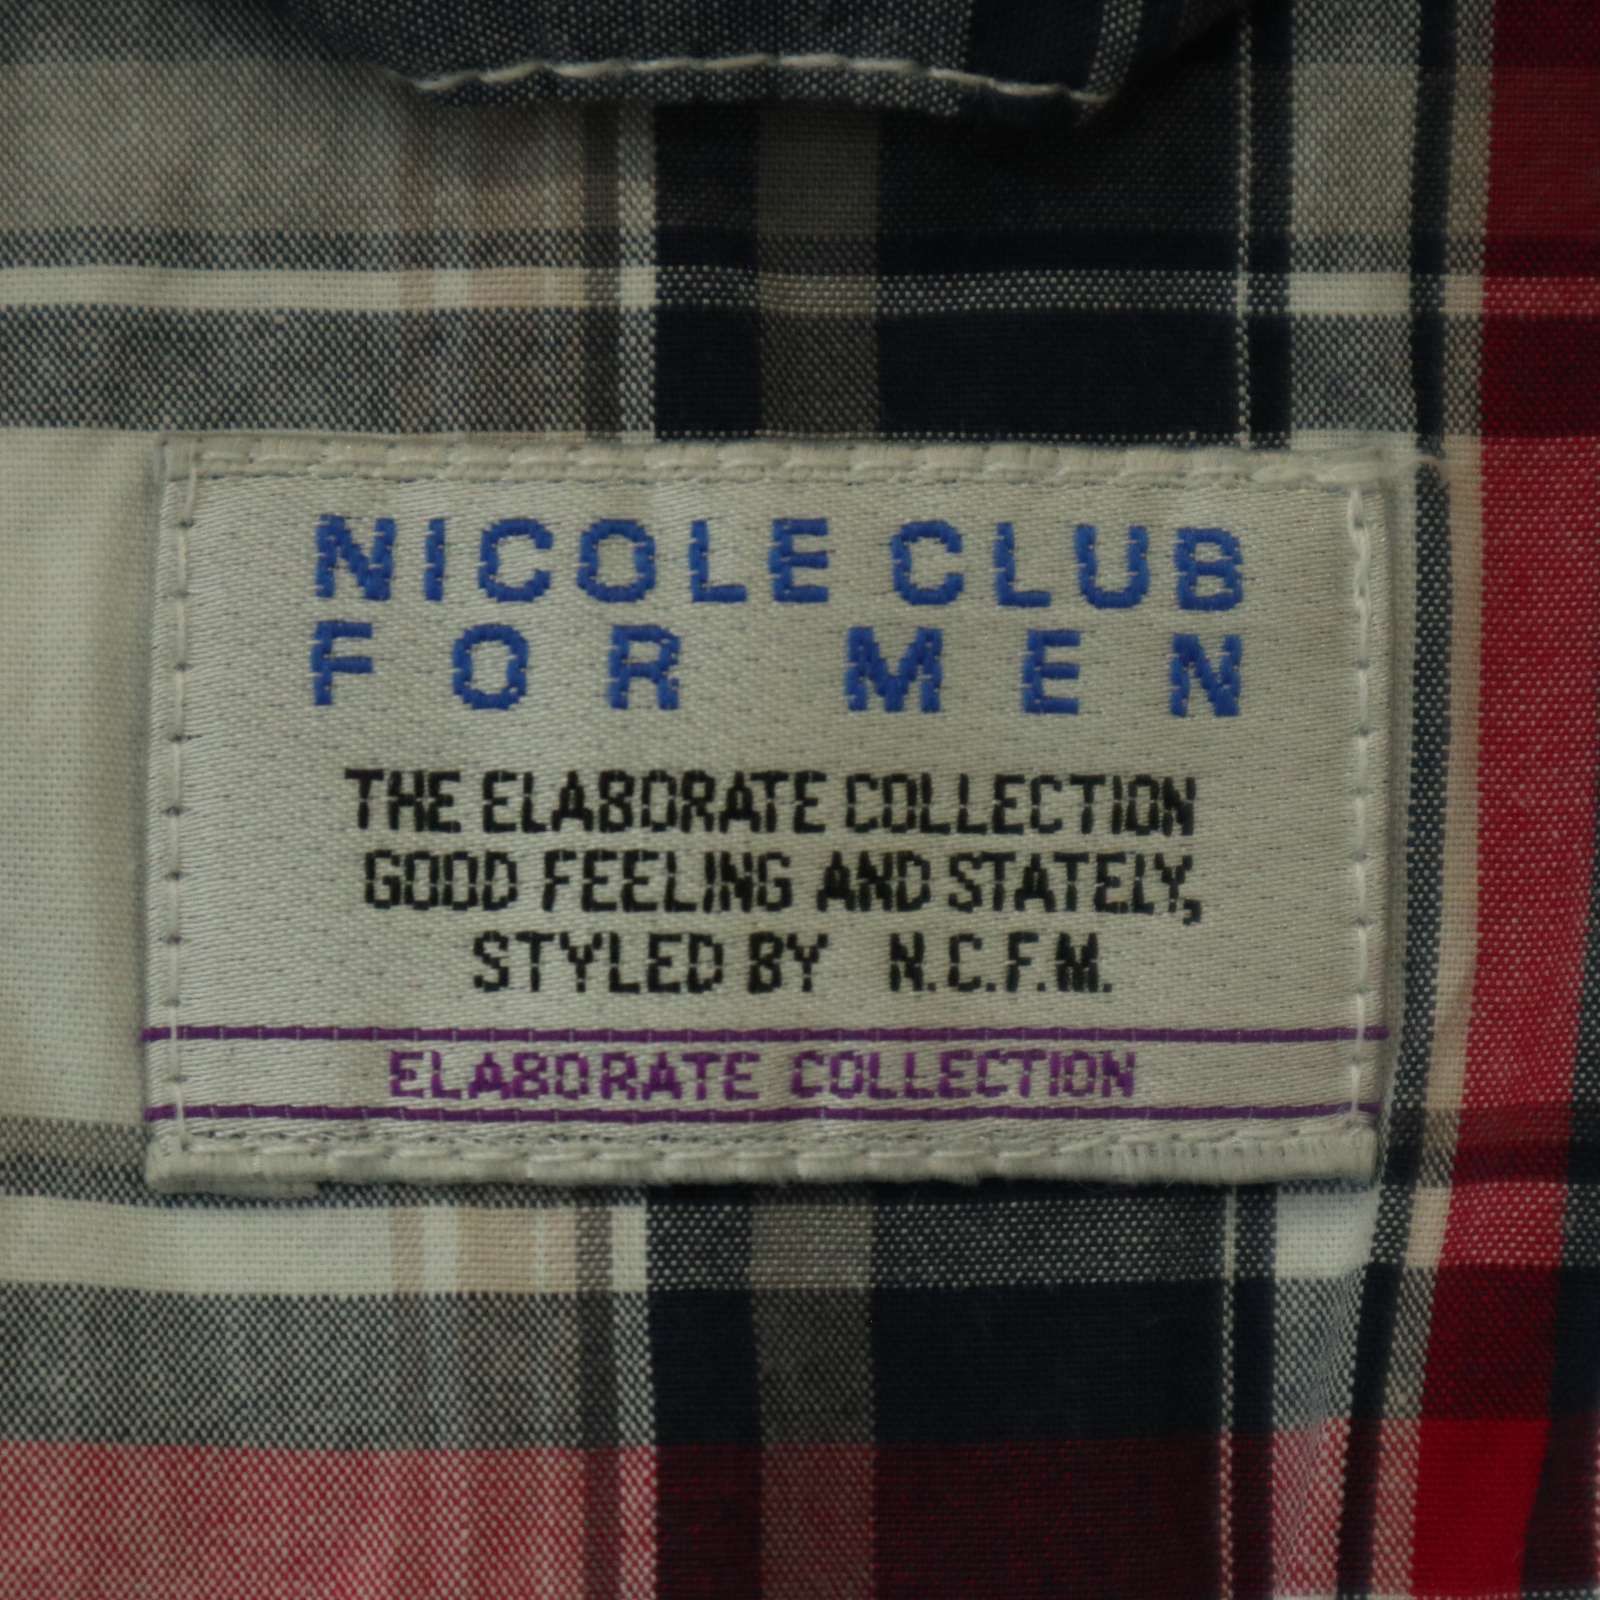 NICOLE CLUB
FOR MEN
THE ELABORATE COLLECTION
GOOD FEELING AND STATELY,
STYLED BY N.C.F.M.
ELABORATE COLLECTION